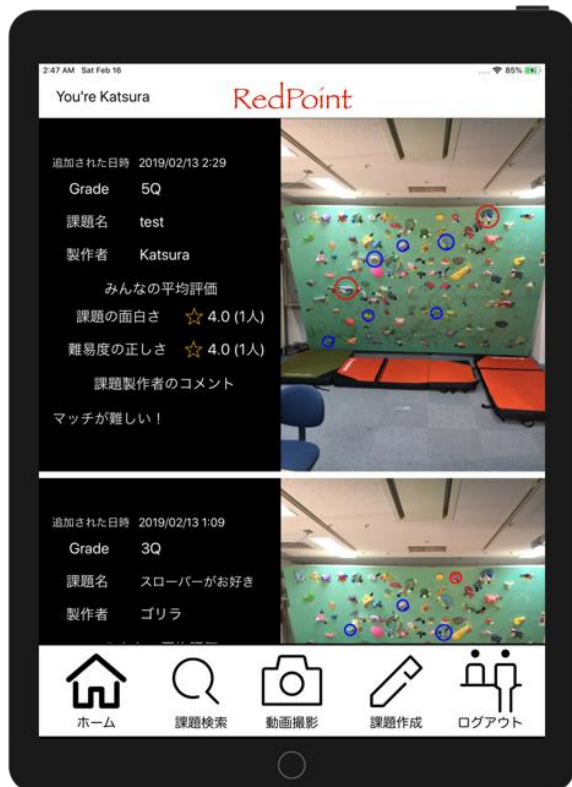 2:47 AM Sat Feb 16
85%
You're Katsura
RedPoint
追加された日時 2019/02/13 2:29
Grade 5Q
課題名 test
製作者 Katsura
みんなの平均評価
課題の面白さ ☆ 4.0 (1人)
難易度の正しさ ☆ 4.0 (1人)
課題製作者のコメント
マッチが難しい！
追加された日時 2019/02/13 1:09
Grade 3Q
課題名 スローパーがお好き
製作者 ゴリラ
ホーム
課題検索
動画撮影
課題作成
ログアウト